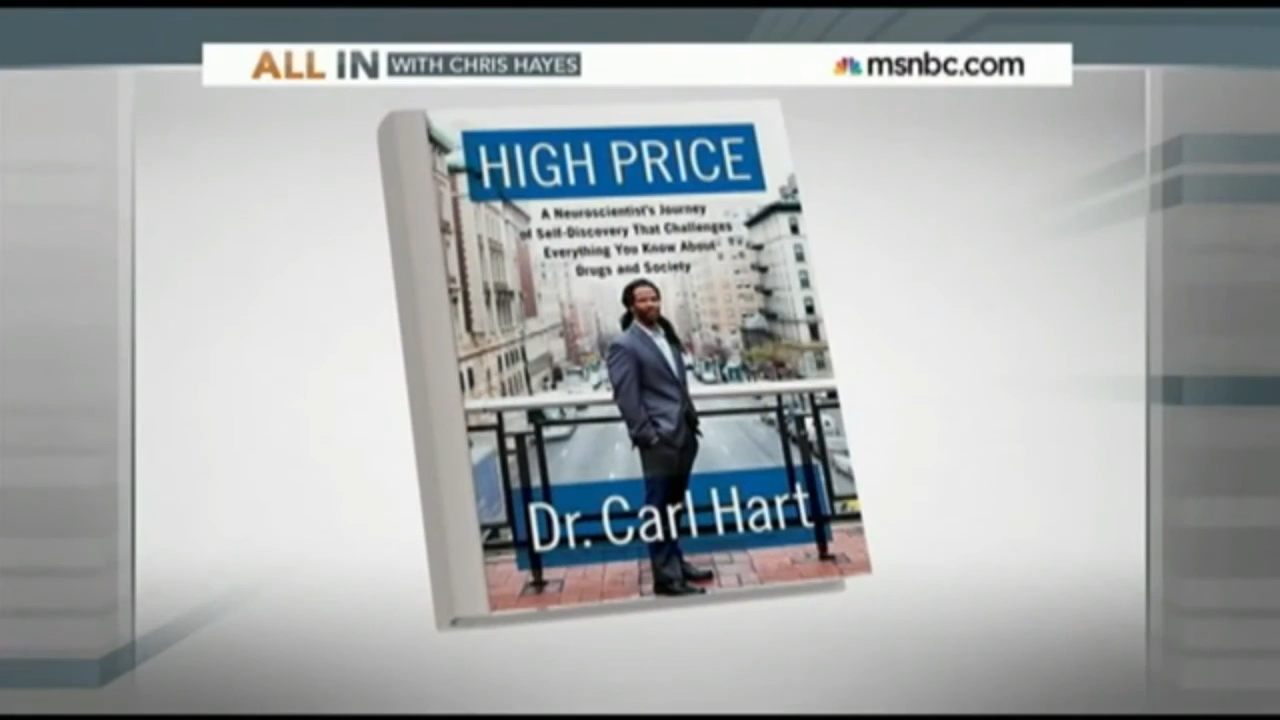 ALL IN WITH CHRIS HAYES
msnbc.com
HIGH PRICE
A Neuroscientist's Journey
of Self-Discovery That Challenges
Everything You Know About
Drugs and Society
Dr. Carl Hart